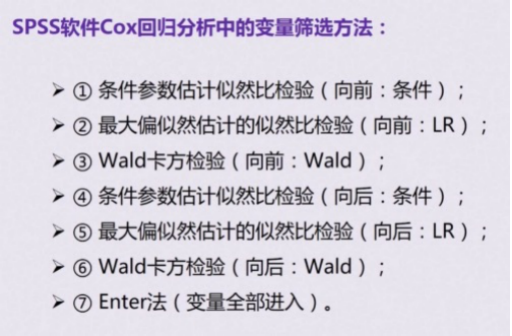 SPSS软件Cox回归分析中的变量筛选方法：
➢ ① 条件参数估计似然比检验（向前：条件）；
➢ ② 最大偏似然估计的似然比检验（向前：LR）；
➢ ③ Wald卡方检验（向前：Wald）；
➢ ④ 条件参数估计似然比检验（向后：条件）；
➢ ⑤ 最大偏似然估计的似然比检验（向后：LR）；
➢ ⑥ Wald卡方检验（向后：Wald）；
➢ ⑦ Enter法（变量全部进入）。